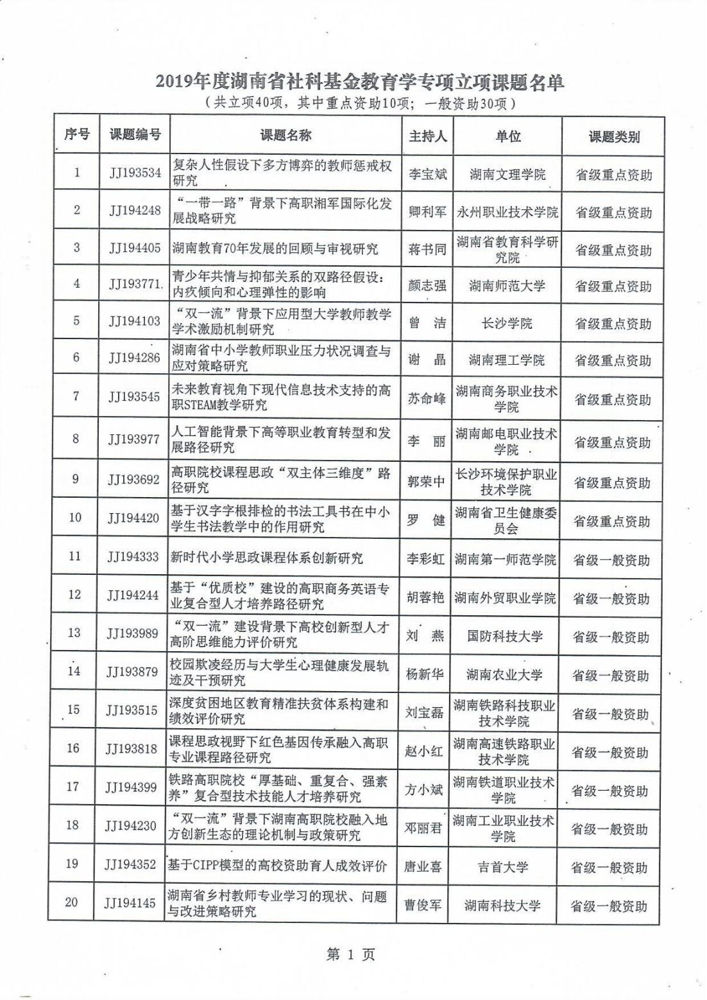 2019年度湖南省社科基金教育学专项立项课题名单
（共立项40项，其中重点资助10项；一般资助30项）
序号 课题编号 课题名称 主持人 单位 课题类别
1 JJ193534 复杂人性假设下多方博弈的教师惩戒权
研究 李宝斌 湖南文理学院 省级重点资助
2 JJ194248 “一带一路”背景下高职湘军国际化发
展战略研究 卿利军 永州职业技术学院 省级重点资助
3 JJ194405 湖南教育70年发展的回顾与审视研究 蒋书同 湖南省教育科学研
究院 省级重点资助
4 JJ193771 青少年共情与抑郁关系的双路径假设：
内疚倾向和心理弹性的影响 颜志强 湖南师范大学 省级重点资助
5 JJ194103 “双一流”背景下应用型大学教师教学
学术激励机制研究 曾 洁 长沙学院 省级重点资助
6 JJ194286 湖南省中小学教师职业压力状况调查与
应对策略研究 谢 晶 湖南理工学院 省级重点资助
7 JJ193545 未来教育视角下现代信息技术支持的高
职STEAM教学研究 苏命峰 湖南商务职业技术
学院 省级重点资助
8 JJ193977 人工智能背景下高等职业教育转型和发
展路径研究 李 丽 湖南邮电职业技术
学院 省级重点资助
9 JJ193692 高职院校课程思政“双主体三维度”路
径研究 郭荣中 长沙环境保护职业
技术学院 省级重点资助
10 JJ194420 基于汉字字根排检的书法工具书在中小
学生书法教学中的作用研究 罗 健 湖南省卫生健康委
员会 省级重点资助
11 JJ194333 新时代小学思政课程体系创新研究 李彩虹 湖南第一师范学院 省级一般资助
12 JJ194244 基于“优质校”建设的高职商务英语专
业复合型人才培养路径研究 胡蓉艳 湖南外贸职业学院 省级一般资助
13 JJ193989 “双一流”建设背景下高校创新型人才
高阶思维能力评价研究 刘 燕 国防科技大学 省级一般资助
14 JJ193879 校园欺凌经历与大学生心理健康发展轨
迹及干预研究 杨新华 湖南农业大学 省级一般资助
15 JJ193515 深度贫困地区教育精准扶贫体系构建和
绩效评价研究 刘宝磊 湖南铁路科技职业
技术学院 省级一般资助
16 JJ193818 课程思政视野下红色基因传承融入高职
专业课程路径研究 赵小红 湖南高速铁路职业
技术学院 省级一般资助
17 JJ194399 铁路高职院校“厚基础、重复合、强素
养”复合型技术技能人才培养研究 方小斌 湖南铁道职业技术
学院 省级一般资助
18 JJ194230 “双一流”背景下湖南高职院校融入地
方创新生态的理论机制与政策研究 邓丽君 湖南工业职业技术
学院 省级一般资助
19 JJ194352 基于CIPP模型的高校资助育人成效评价 唐业喜 吉首大学 省级一般资助
20 JJ194145 湖南省乡村教师专业学习的现状、问题
与改进策略研究 曹俊军 湖南科技大学 省级一般资助
第 1 页